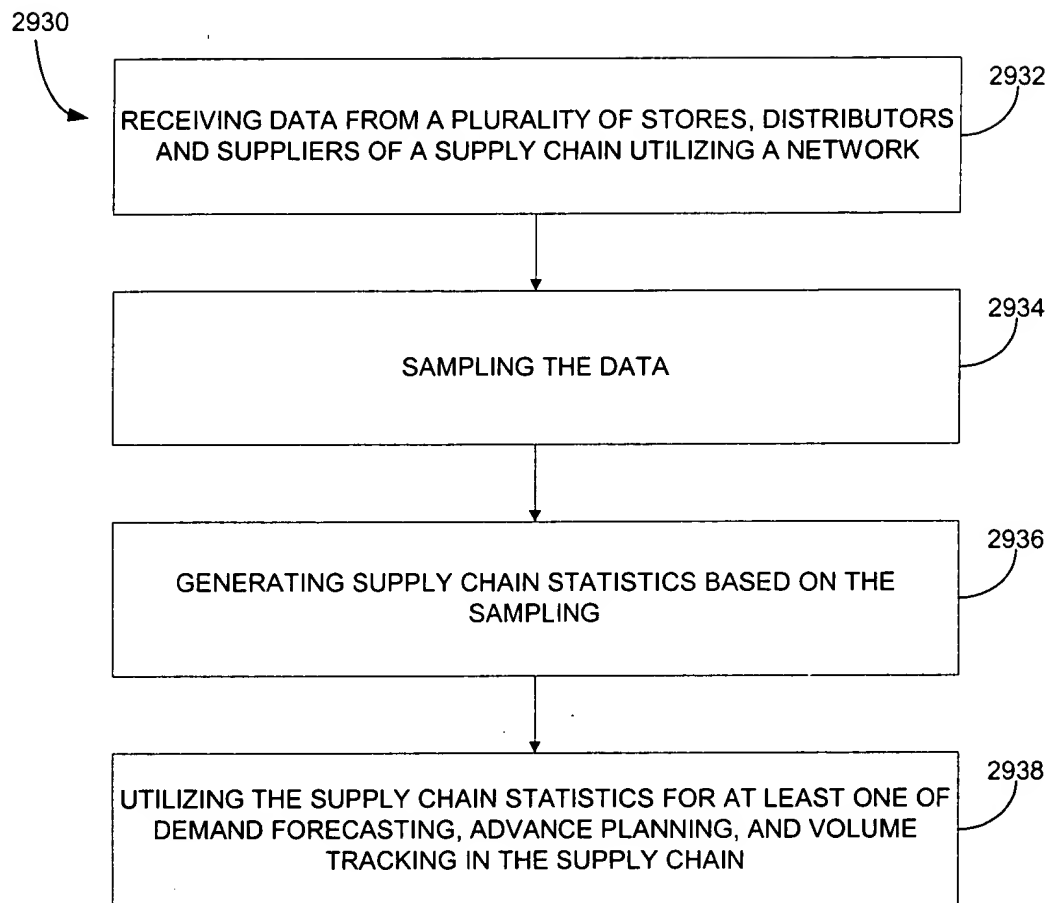 2930
2932
RECEIVING DATA FROM A PLURALITY OF STORES, DISTRIBUTORS
AND SUPPLIERS OF A SUPPLY CHAIN UTILIZING A NETWORK
2934
SAMPLING THE DATA
2936
GENERATING SUPPLY CHAIN STATISTICS BASED ON THE
SAMPLING
2938
UTILIZING THE SUPPLY CHAIN STATISTICS FOR AT LEAST ONE OF
DEMAND FORECASTING, ADVANCE PLANNING, AND VOLUME
TRACKING IN THE SUPPLY CHAIN